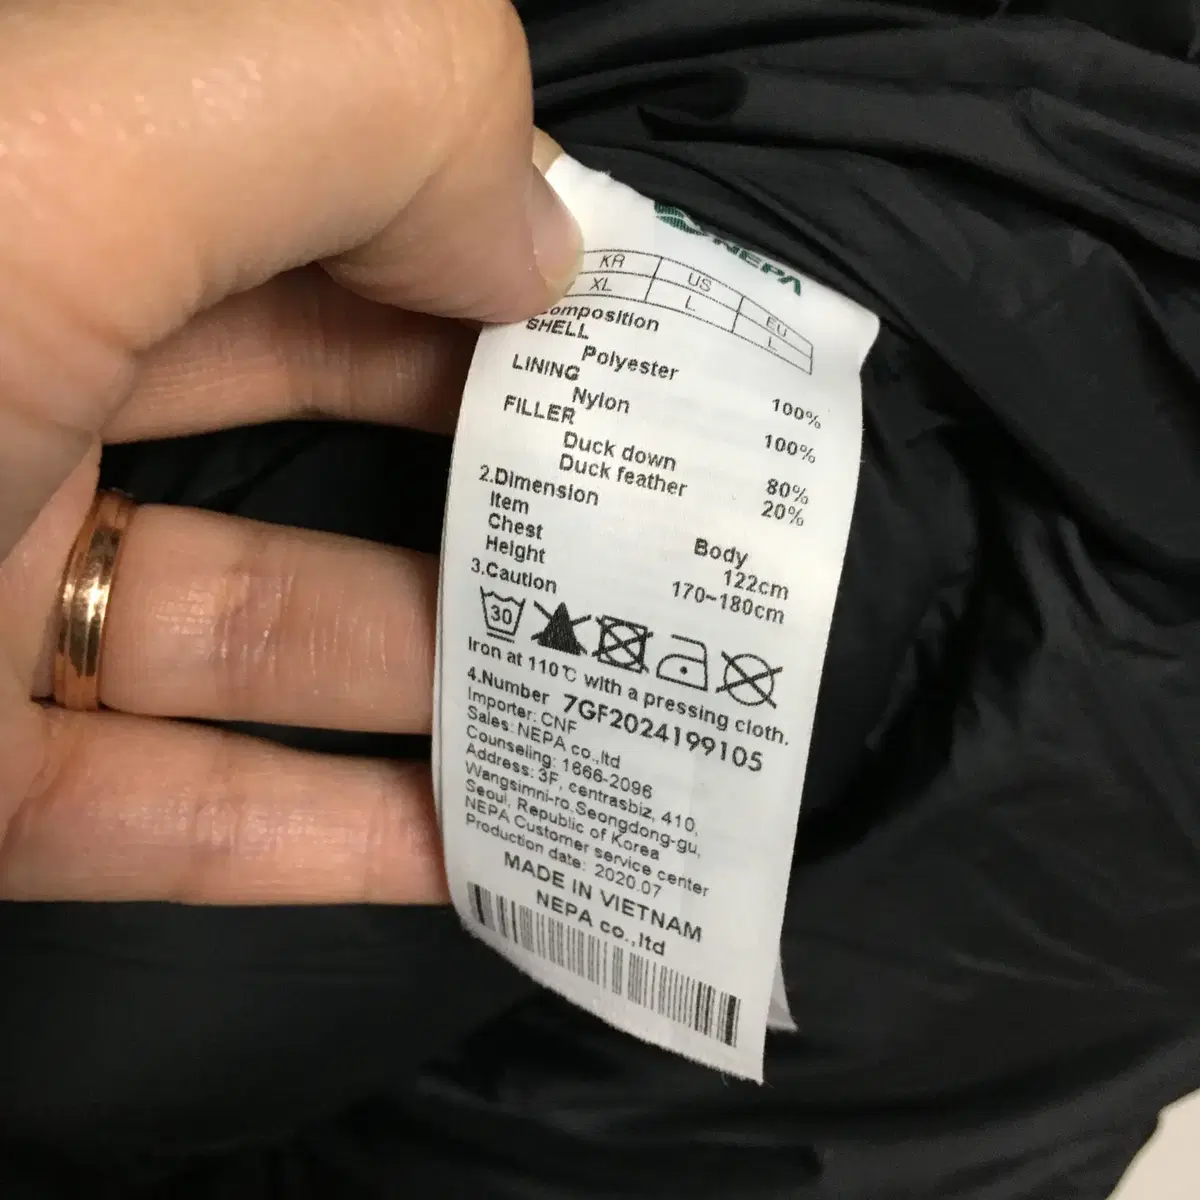 NEPA
KR US EU
XL L L
Composition
SHELL
Polyester 100%
LINING
Nylon 100%
FILLER
Duck down 80%
Duck feather 20%
2.Dimension
Item Body
Chest 122cm
Height 170~180cm
3.Caution
30
Iron at 110℃ with a pressing cloth.
4.Number 7GF2024199105
Importer: CNF
Sales: NEPA co.,ltd
Counseling: 1666-2096
Address: 3F, centrasbiz, 410,
Wangsimni-ro,Seongdong-gu,
Seoul, Republic of Korea
NEPA Customer service center
Production date: 2020.07
MADE IN VIETNAM
NEPA co.,ltd